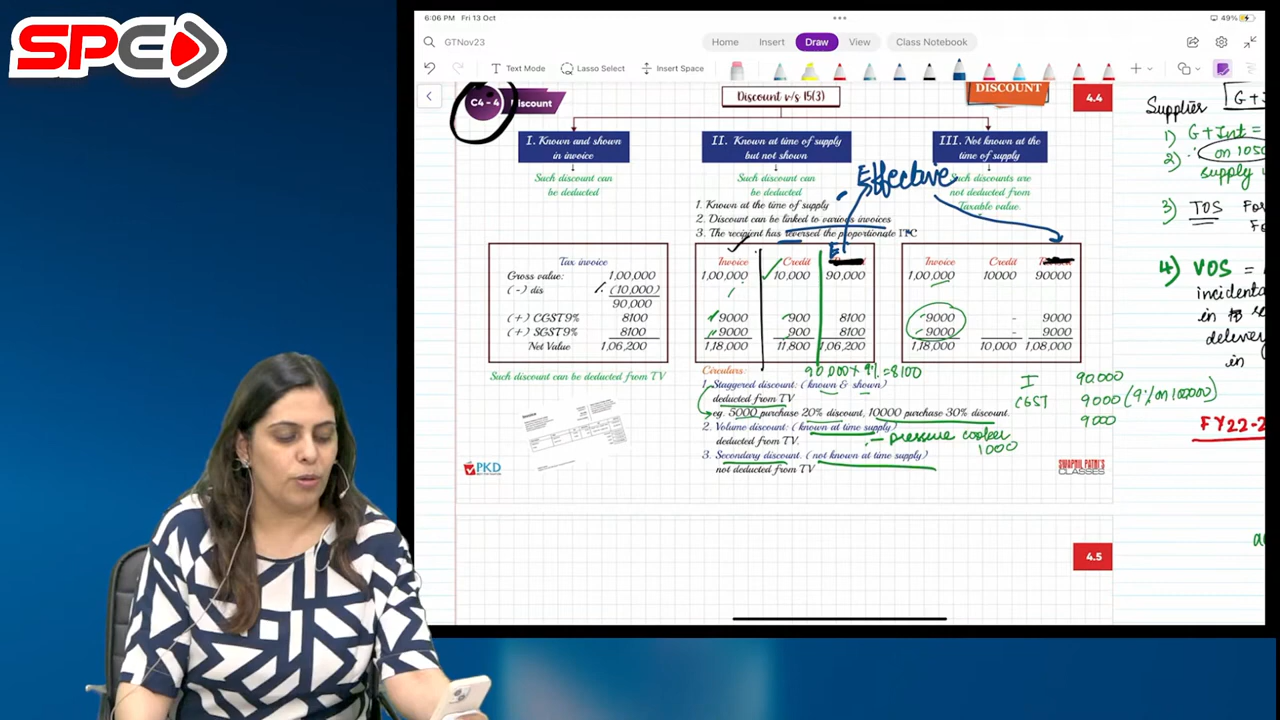 SPC
6:06 PM Fri 13 Oct
49%
GTNov23
Home
Insert
Draw
View
Class Notebook
Text Mode
Lasso Select
Insert Space
C4 - 4
Discount
Discount v/s 15(3)
DISCOUNT
4.4
I. Known and shown
in invoice
Such discount can
be deducted
II. Known at time of supply
but not shown
Such discount can
be deducted
1. Known at the time of supply
2. Discount can be linked to various invoices
3. The recipient has reversed the proportionate ITC
III. Not known at the
time of supply
Such discounts are
not deducted from
Taxable value.
Effective
Tax invoice
Gross value: 1,00,000
(-) dis (10,000)
90,000
(+) CGST 9% 8100
(+) SGST 9% 8100
Net Value 1,06,200
Such discount can be deducted from TV
Invoice Credit
1,00,000 10,000 90,000
9000 900 8100
9000 900 8100
1,18,000 11,800 1,06,200
Invoice Credit
1,00,000 10000 90000
9000 - 9000
9000 - 9000
1,18,000 10,000 1,08,000
90,000 x 9% = 8100
Circulars
1. Staggered discount: (known & shown)
deducted from TV
eg. 5000 purchase 20% discount, 10000 purchase 30% discount.
2. Volume discount: (known at time supply)
deducted from TV.
- pressure cooker
1000
3. Secondary discount. (not known at time supply)
not deducted from TV
I 90,000
CGST 9000 (9% on 100000)
9000
PKD
SWAPNIL PATNI'S
CLASSES
4.5
Supplies
1) G + Int =
2) ∴ on 1050
supply
3) TOS For
4) VOS =
incidenta
in
deliver
in
FY22-2